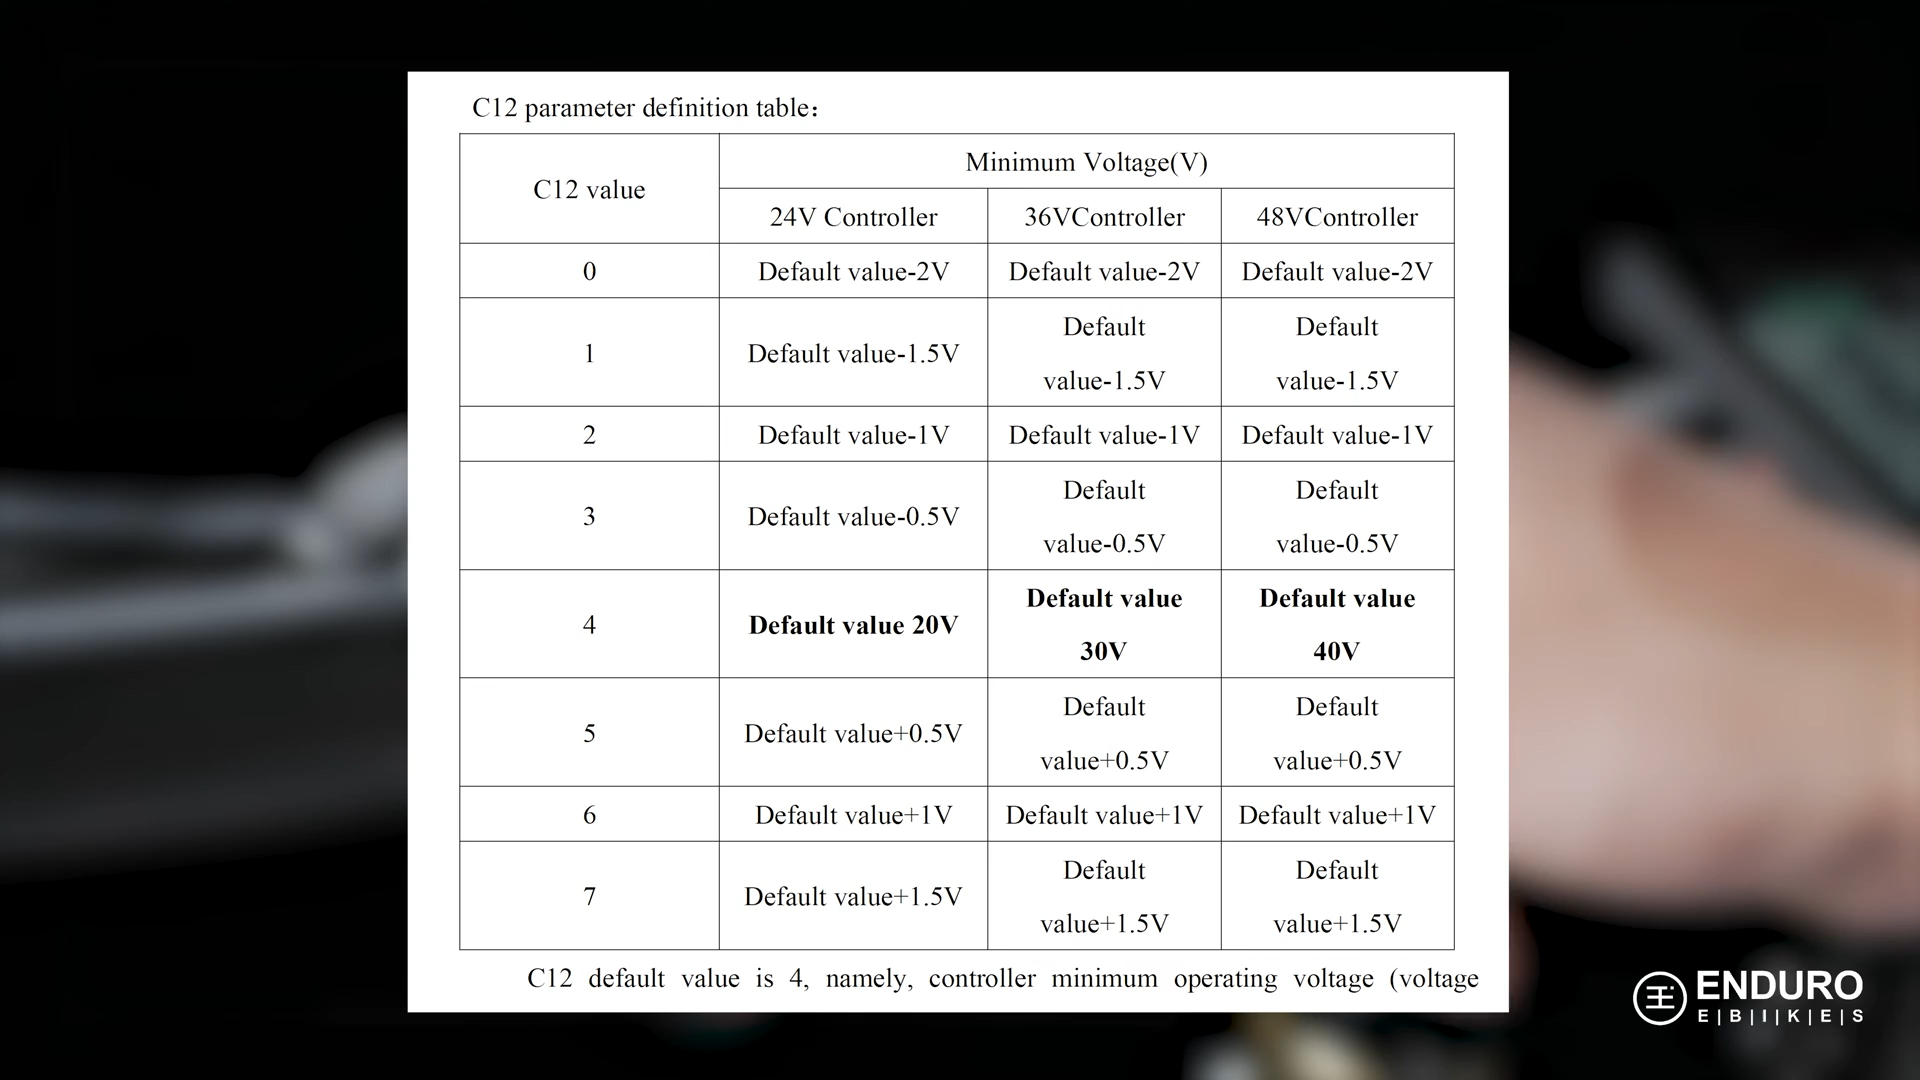 C12 parameter definition table：
C12 value
Minimum Voltage(V)
24V Controller
36VController
48VController
0
Default value-2V
Default value-2V
Default value-2V
1
Default value-1.5V
Default
value-1.5V
Default
value-1.5V
2
Default value-1V
Default value-1V
Default value-1V
3
Default value-0.5V
Default
value-0.5V
Default
value-0.5V
4
Default value 20V
Default value
30V
Default value
40V
5
Default value+0.5V
Default
value+0.5V
Default
value+0.5V
6
Default value+1V
Default value+1V
Default value+1V
7
Default value+1.5V
Default
value+1.5V
Default
value+1.5V
C12 default value is 4, namely, controller minimum operating voltage (voltage
ENDURO
E|B|I|K|E|S